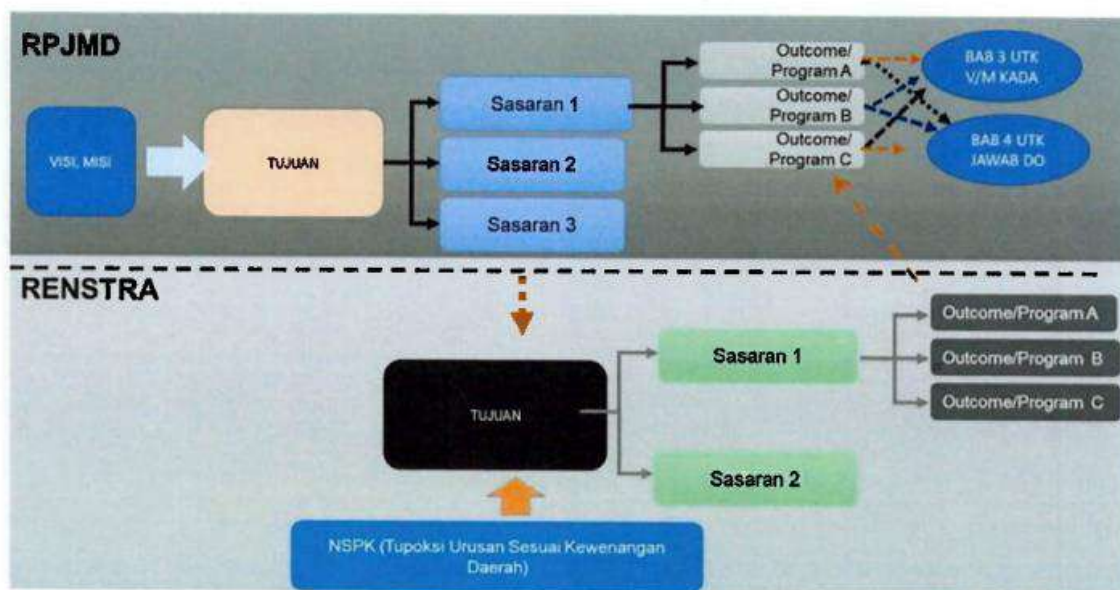 RPJMD
VISI, MISI
TUJUAN
Sasaran 1
Sasaran 2
Sasaran 3
Outcome/
Program A
Outcome/
Program B
Outcome/
Program C
BAB 3 UTK
V/M KADA
BAB 4 UTK
JAWAB DO
RENSTRA
TUJUAN
Sasaran 1
Sasaran 2
Outcome/Program A
Outcome/Program B
Outcome/Program C
NSPK (Tupoksi Urusan Sesuai Kewenangan
Daerah)